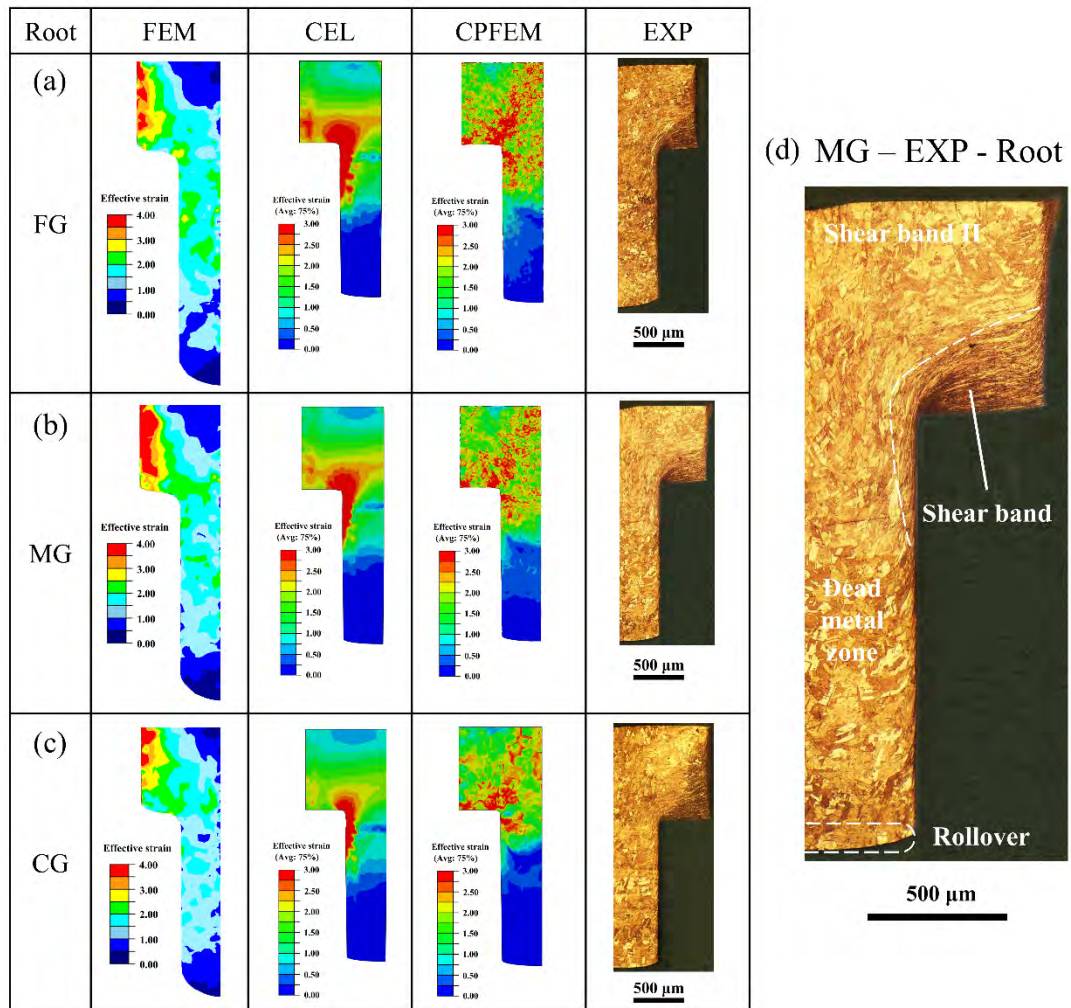 Root FEM CEL CPFEM EXP
(a)
FG
Effective strain
4.00
3.00
2.00
1.00
0.00
Effective strain
(Avg: 75%)
3.00
2.50
2.00
1.50
1.00
0.50
0.00
Effective strain
(Avg: 75%)
3.00
2.50
2.00
1.50
1.00
0.50
0.00
500 µm
(b)
MG
Effective strain
4.00
3.00
2.00
1.00
0.00
Effective strain
(Avg: 75%)
3.00
2.50
2.00
1.50
1.00
0.50
0.00
Effective strain
(Avg: 75%)
3.00
2.50
2.00
1.50
1.00
0.50
0.00
500 µm
(c)
CG
Effective strain
4.00
3.00
2.00
1.00
0.00
Effective strain
(Avg: 75%)
3.00
2.50
2.00
1.50
1.00
0.50
0.00
Effective strain
(Avg: 75%)
3.00
2.50
2.00
1.50
1.00
0.50
0.00
500 µm
(d) MG – EXP - Root
Shear band II
Shear band
Dead
metal
zone
Rollover
500 µm